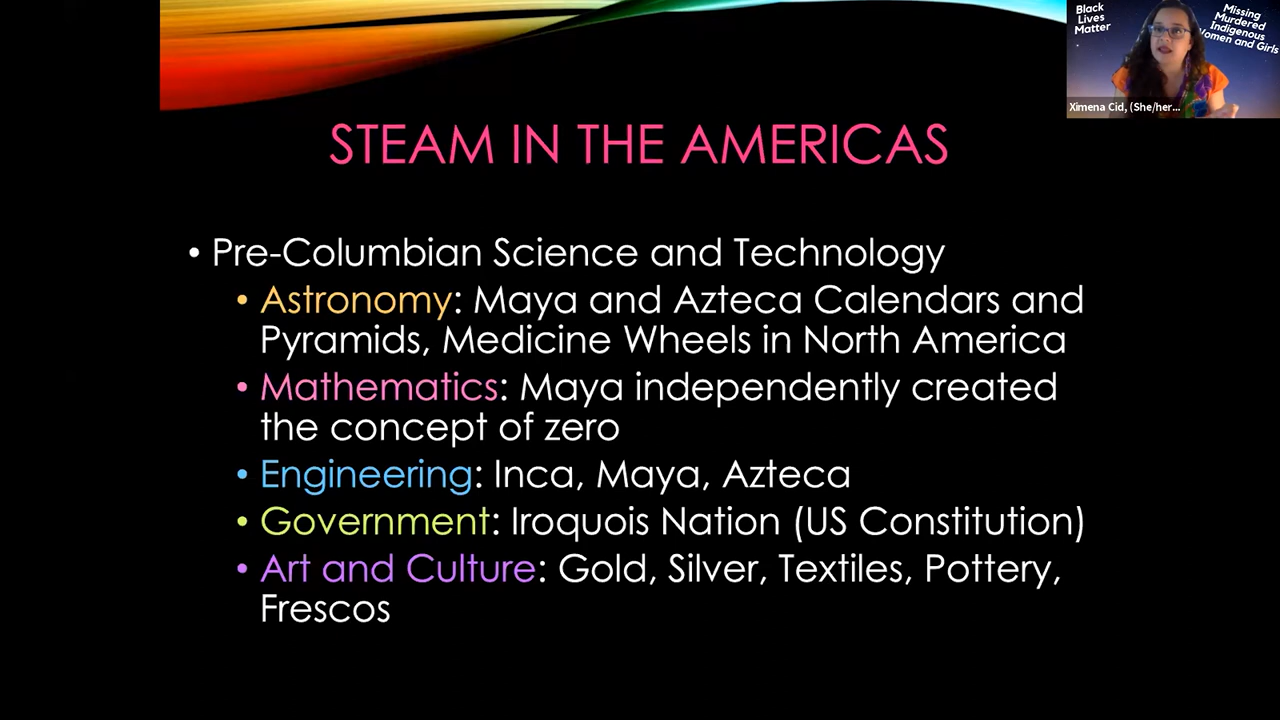 Black
Lives
Matter
Missing
Murdered
Indigenous
Women and Girls
Ximena Cid, (She/her...
STEAM IN THE AMERICAS
• Pre-Columbian Science and Technology
• Astronomy: Maya and Azteca Calendars and
Pyramids, Medicine Wheels in North America
• Mathematics: Maya independently created
the concept of zero
• Engineering: Inca, Maya, Azteca
• Government: Iroquois Nation (US Constitution)
• Art and Culture: Gold, Silver, Textiles, Pottery,
Frescos